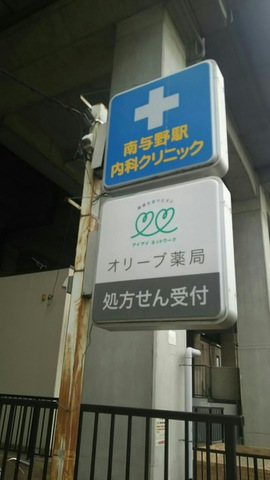 南与野駅
内科クリニック
アイアイ ネットワーク
オリーブ薬局
処方せん受付